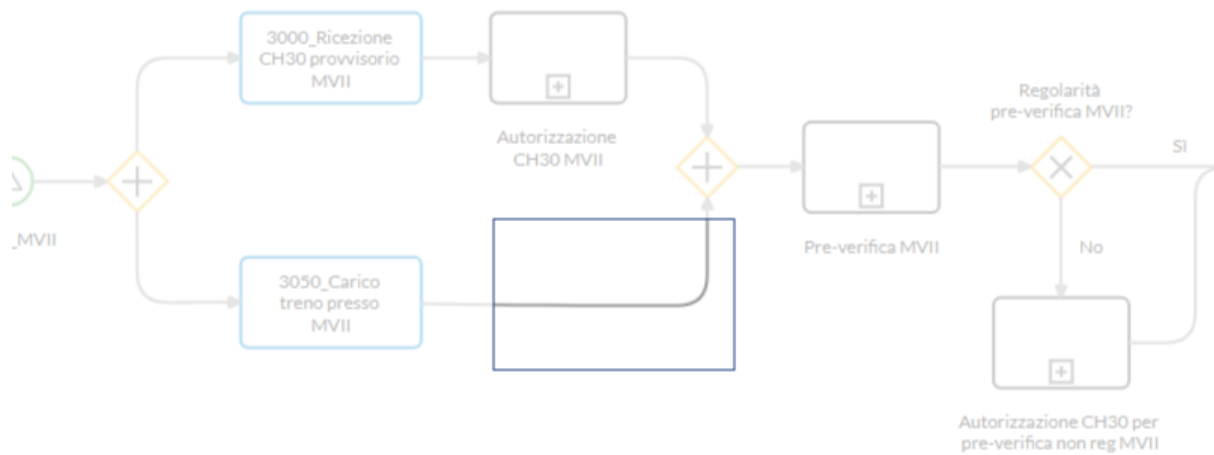 3000_Ricezione
CH30 provvisorio
MVII
Autorizzazione
CH30 MVII
Regolarità
pre-verifica MVII?
Sì
_MVII
3050_Carico
treno presso
MVII
Pre-verifica MVII
No
Autorizzazione CH30 per
pre-verifica non reg MVII